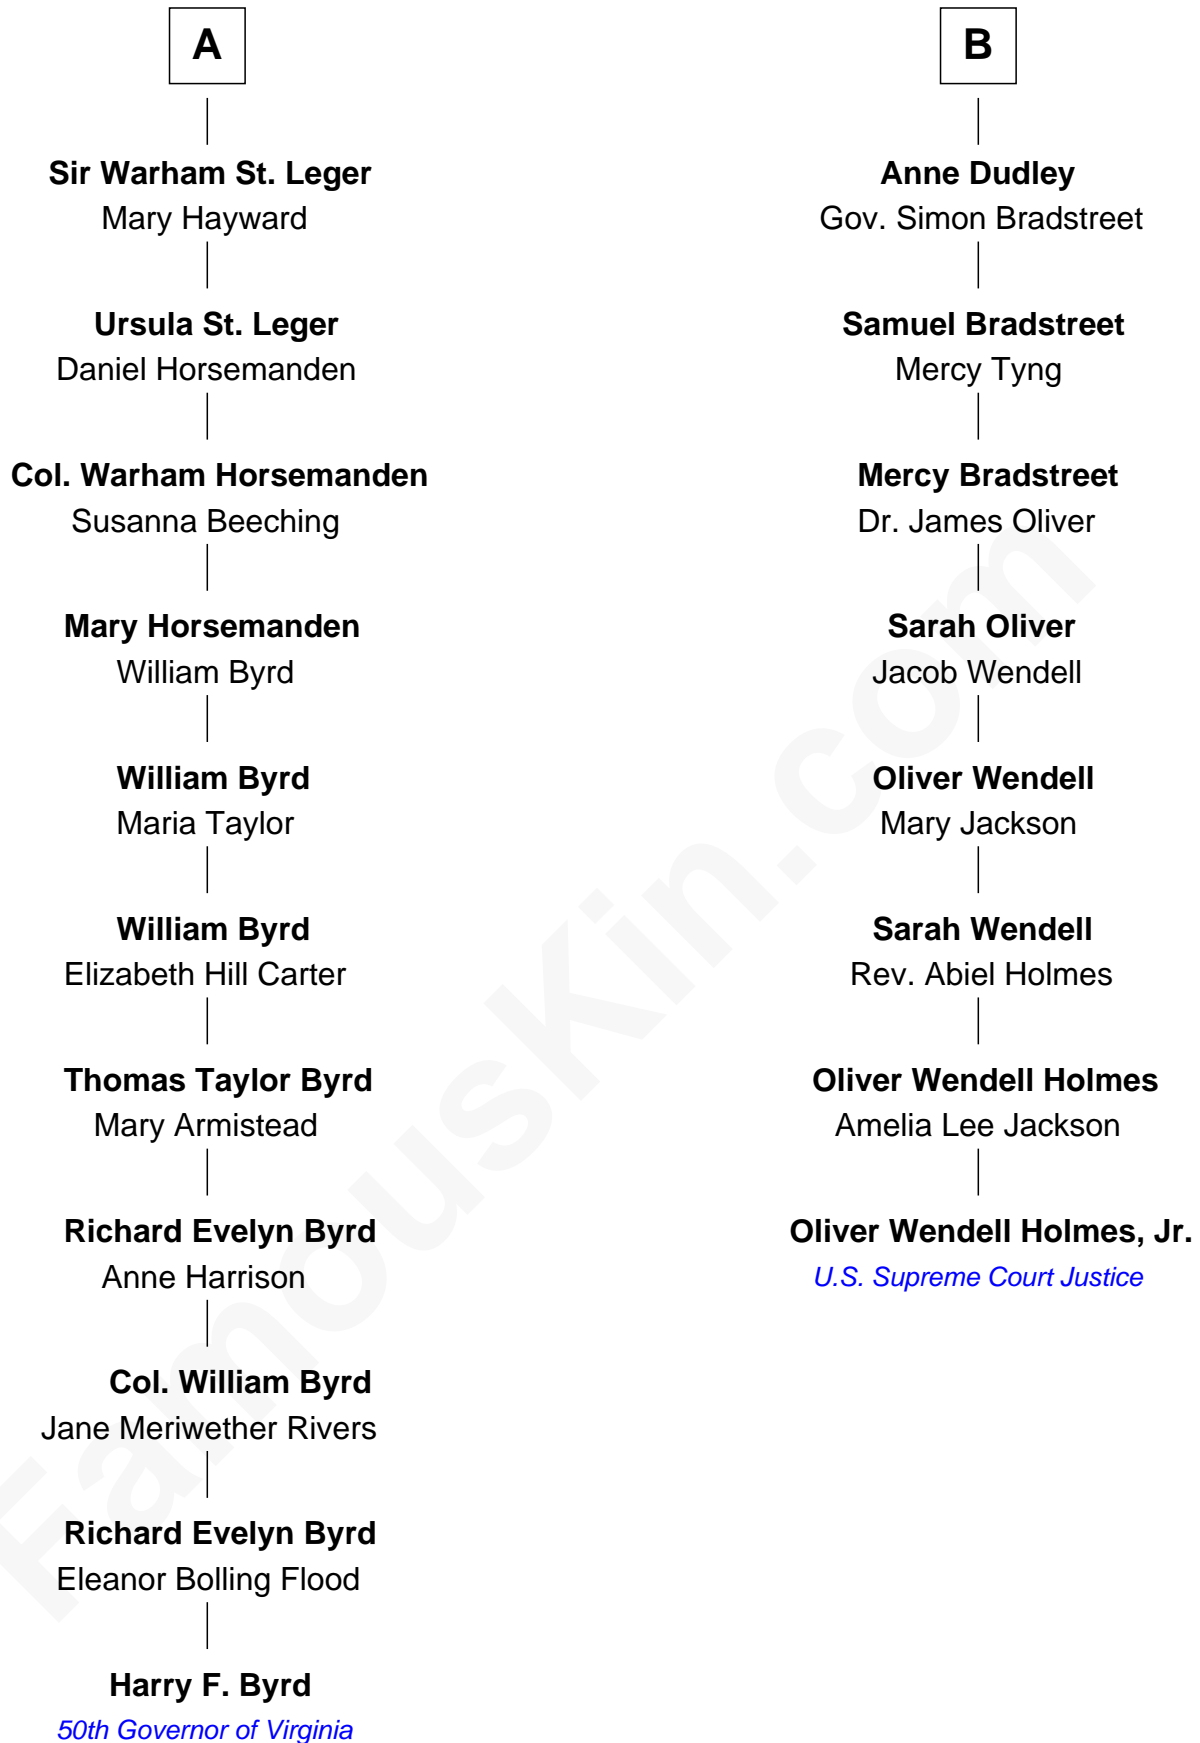 A
Sir Warham St. Leger
Mary Hayward
Ursula St. Leger
Daniel Horsemanden
Col. Warham Horsemanden
Susanna Beeching
Mary Horsemanden
William Byrd
William Byrd
Maria Taylor
William Byrd
Elizabeth Hill Carter
Thomas Taylor Byrd
Mary Armistead
Richard Evelyn Byrd
Anne Harrison
Col. William Byrd
Jane Meriwether Rivers
Richard Evelyn Byrd
Eleanor Bolling Flood
Harry F. Byrd
50th Governor of Virginia
B
Anne Dudley
Gov. Simon Bradstreet
Samuel Bradstreet
Mercy Tyng
Mercy Bradstreet
Dr. James Oliver
Sarah Oliver
Jacob Wendell
Oliver Wendell
Mary Jackson
Sarah Wendell
Rev. Abiel Holmes
Oliver Wendell Holmes
Amelia Lee Jackson
Oliver Wendell Holmes, Jr.
U.S. Supreme Court Justice
FamousKin.com